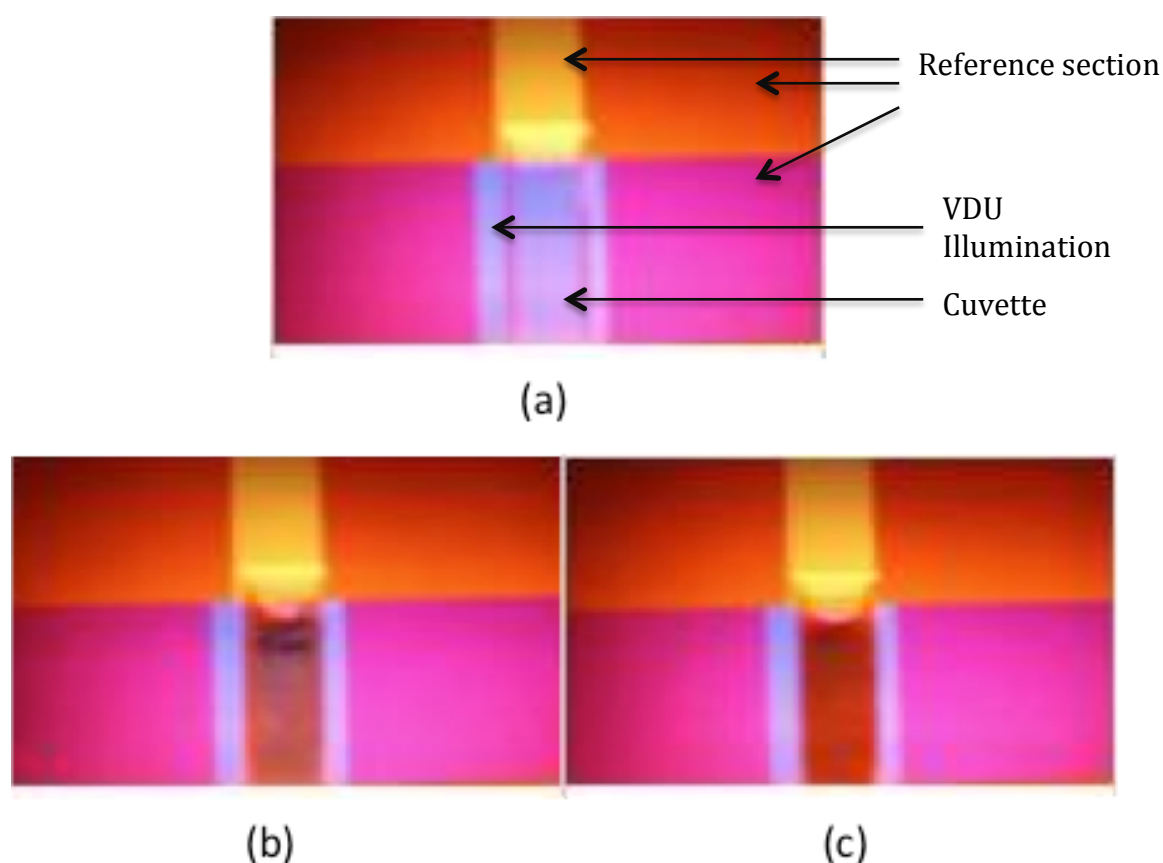 Reference section
VDU
Illumination
Cuvette
(a)
(b)
(c)